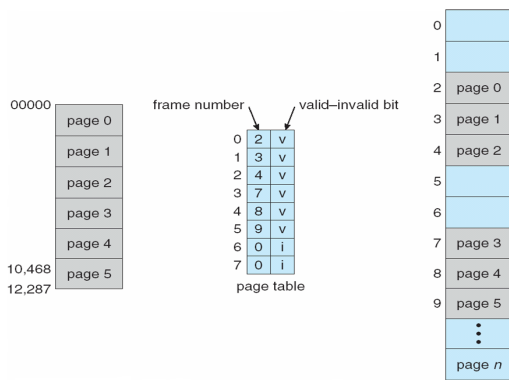 00000
page 0
page 1
page 2
page 3
page 4
page 5
10,468
12,287
frame number
valid–invalid bit
0 2 v
1 3 v
2 4 v
3 7 v
4 8 v
5 9 v
6 0 i
7 0 i
page table
0
1
2 page 0
3 page 1
4 page 2
5
6
7 page 3
8 page 4
9 page 5
page n